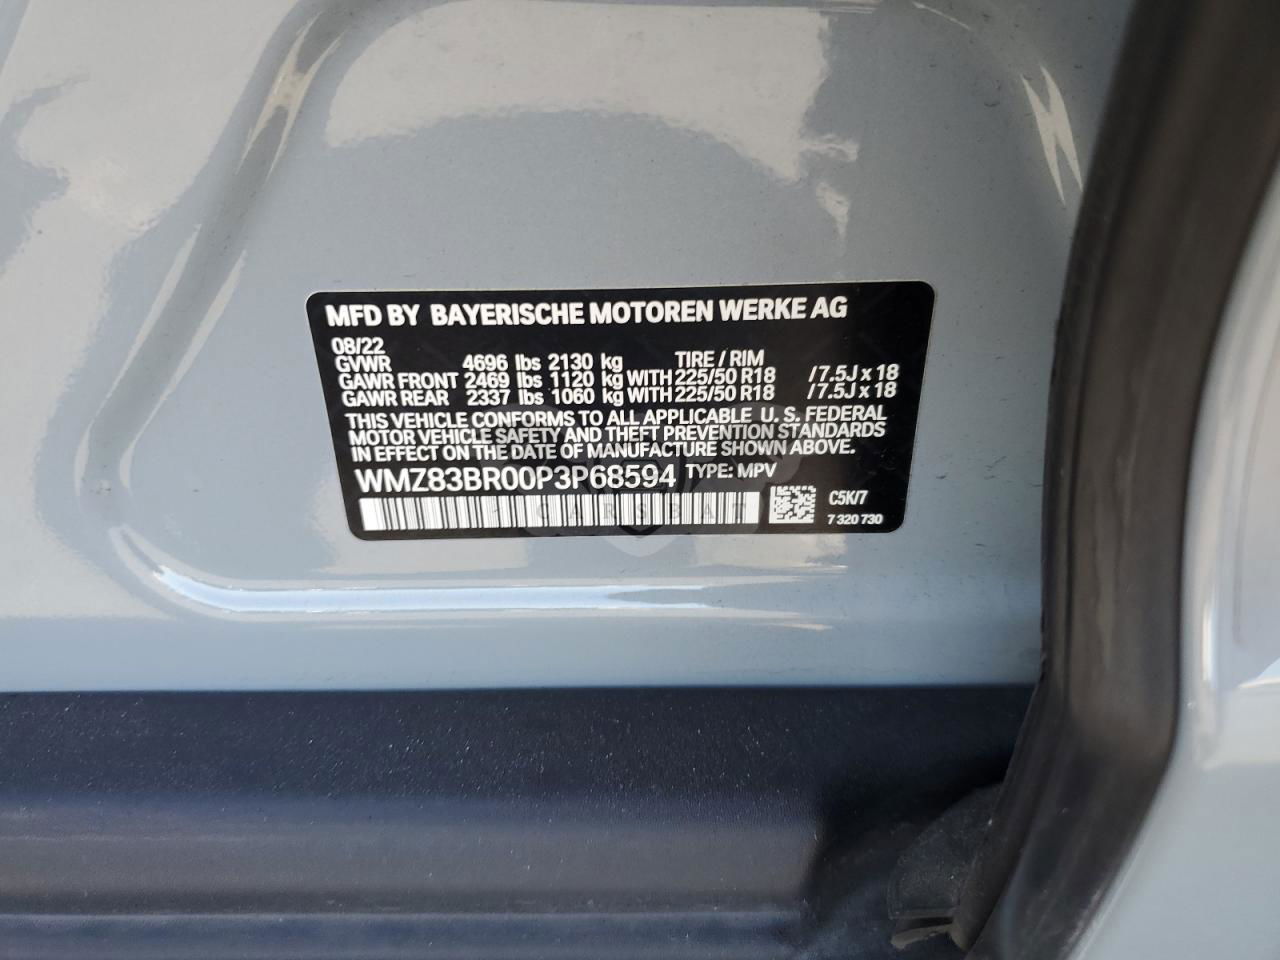 MFD BY BAYERISCHE MOTOREN WERKE AG
08/22
GVWR 4696 lbs 2130 kg TIRE / RIM
GAWR FRONT 2469 lbs 1120 kg WITH 225/50 R18 /7.5J x 18
GAWR REAR 2337 lbs 1060 kg WITH 225/50 R18 /7.5J x 18
THIS VEHICLE CONFORMS TO ALL APPLICABLE U. S. FEDERAL
MOTOR VEHICLE SAFETY AND THEFT PREVENTION STANDARDS
IN EFFECT ON THE DATE OF MANUFACTURE SHOWN ABOVE.
WMZ83BR00P3P68594 TYPE: MPV
C5K/7
7 320 730
CARSBAT